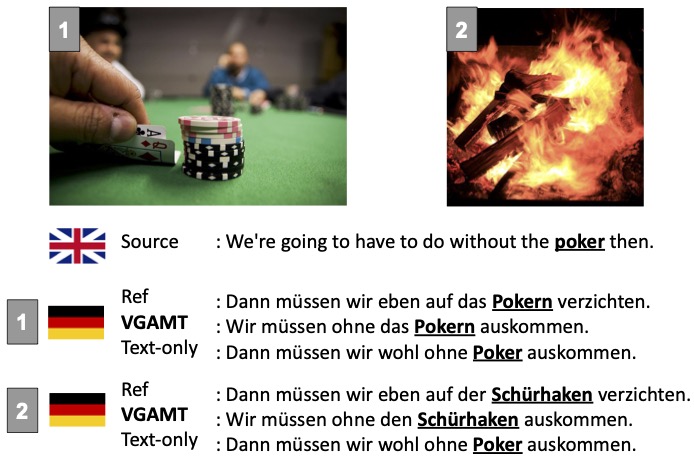 1
2
Source : We're going to have to do without the poker then.
1
Ref : Dann müssen wir eben auf das Pokern verzichten.
VGAMT : Wir müssen ohne das Pokern auskommen.
Text-only : Dann müssen wir wohl ohne Poker auskommen.
2
Ref : Dann müssen wir eben auf der Schürhaken verzichten.
VGAMT : Wir müssen ohne den Schürhaken auskommen.
Text-only : Dann müssen wir wohl ohne Poker auskommen.